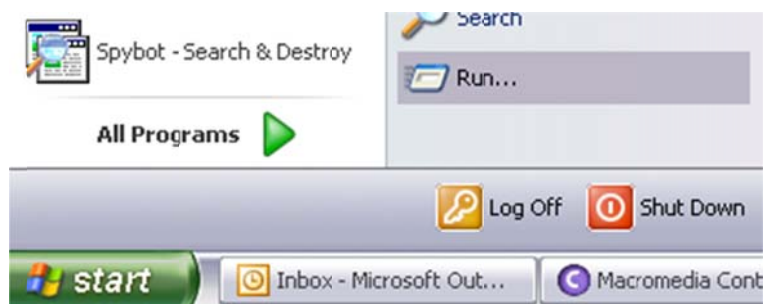 Search
Spybot - Search & Destroy
Run...
All Programs
Log Off
Shut Down
start
Inbox - Microsoft Out...
Macromedia Cont